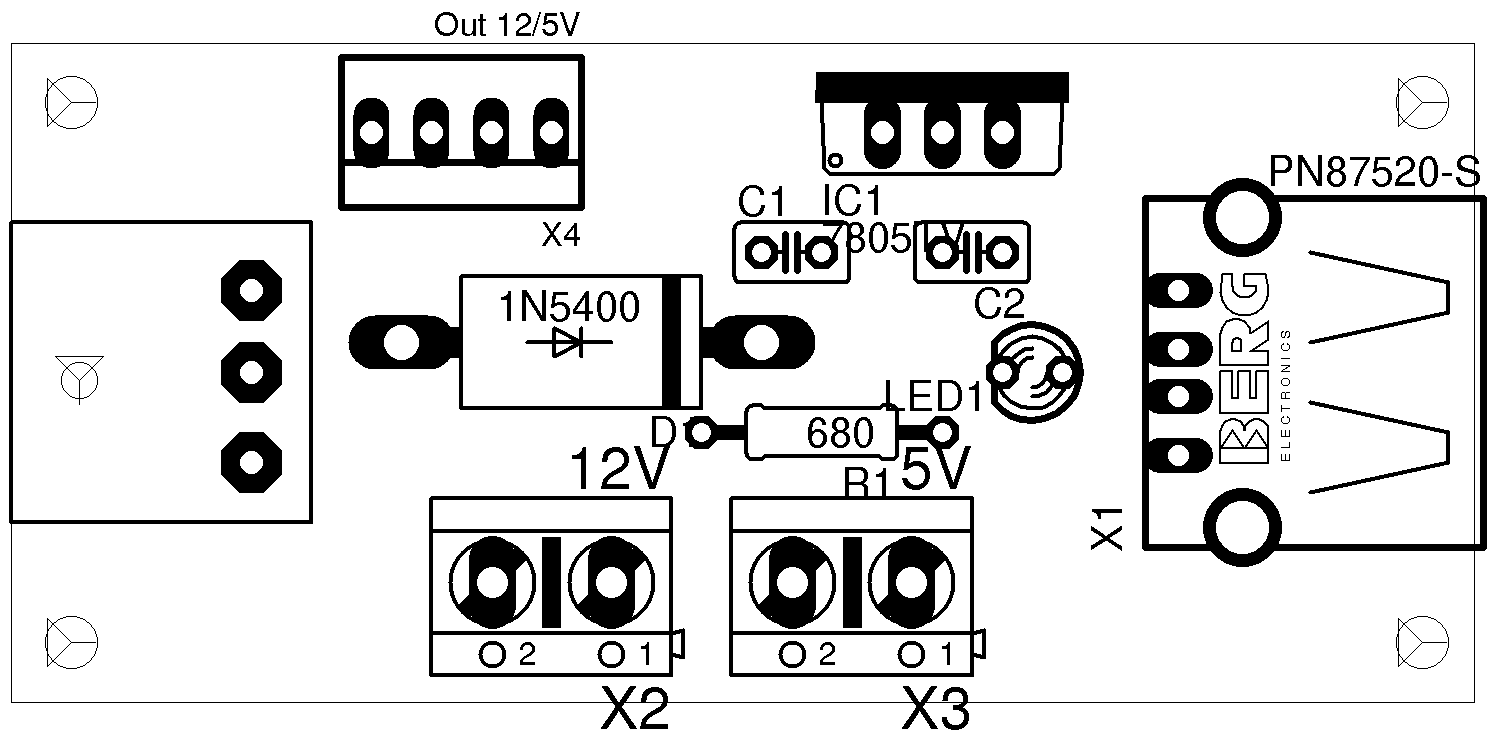 Out 12/5V
PN87520-S
C1
IC1
7805TV
X4
C2
1N5400
BERG
ELECTRONICS
LED1
680
D1
12V
5V
R1
X1
2
1
2
1
X2
X3